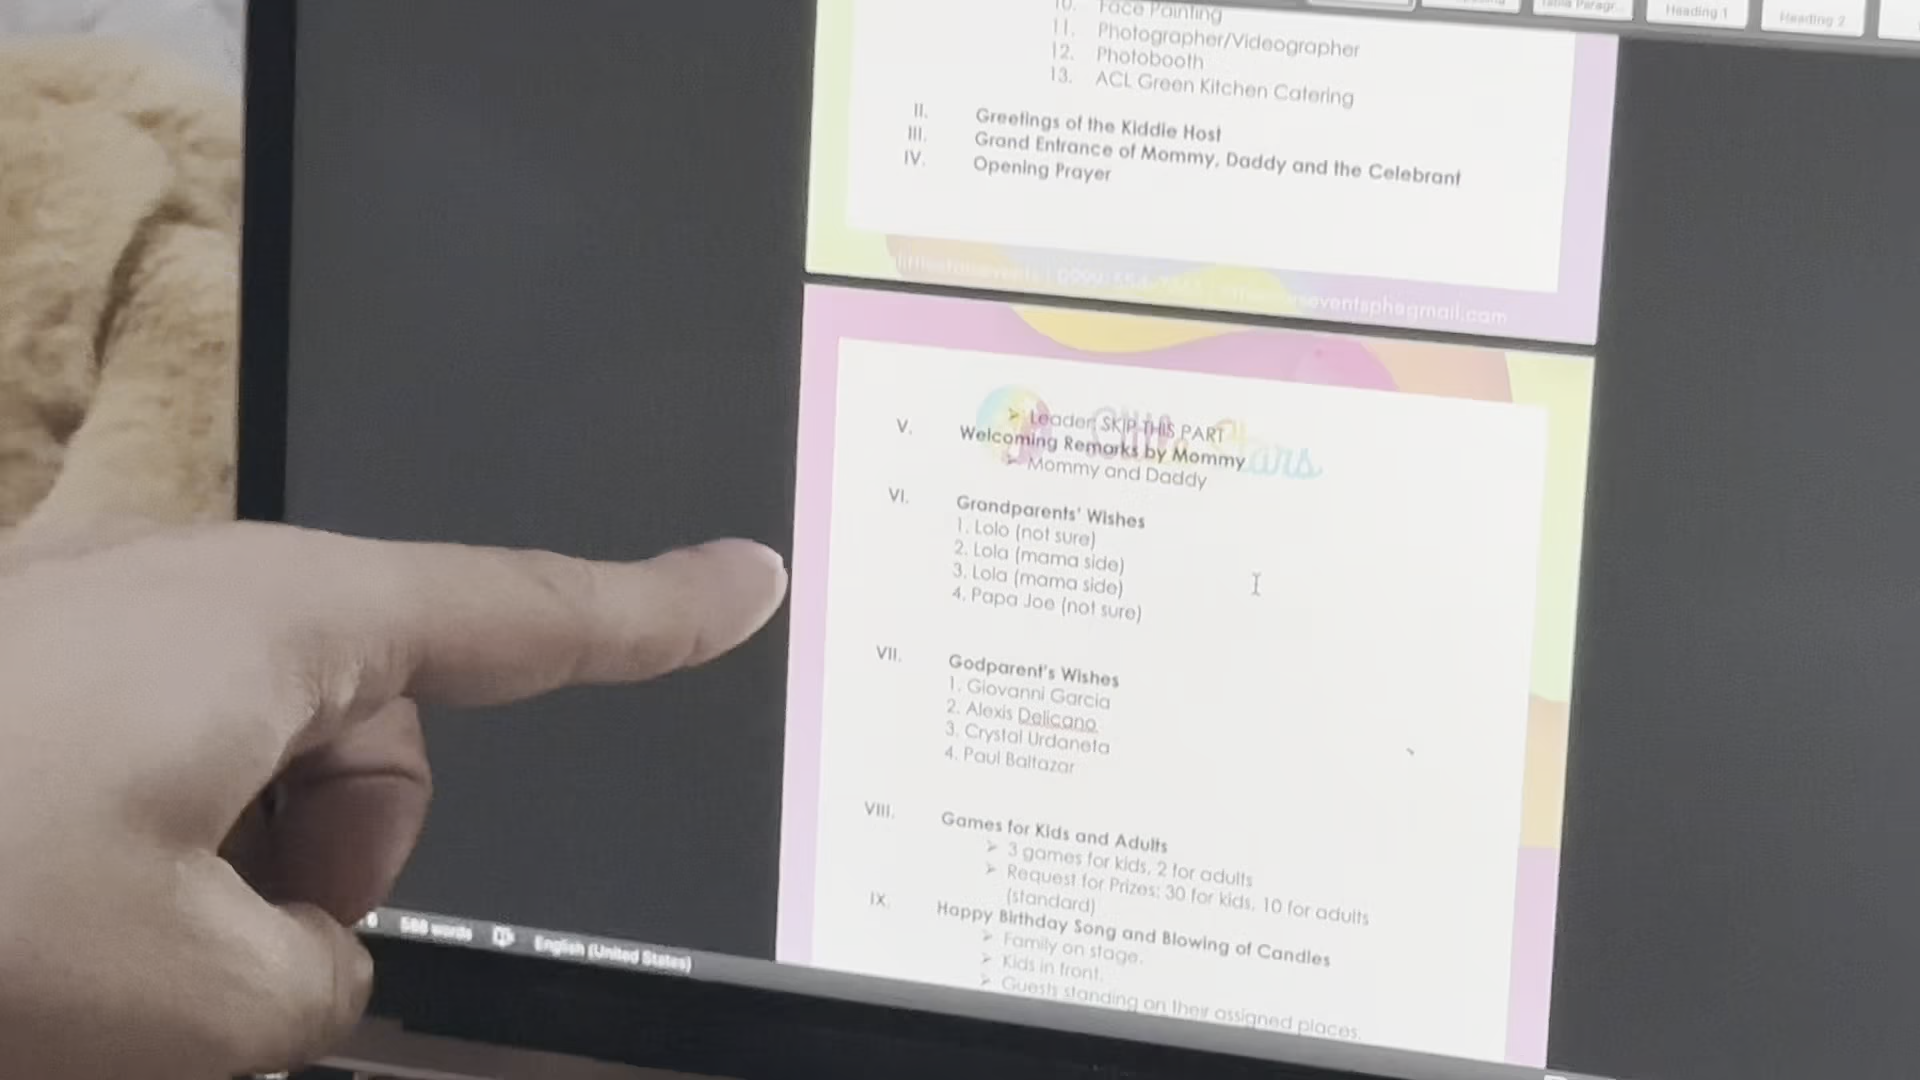 Heading 1
Heading 2
10. Face Painting
11. Photographer/Videographer
12. Photobooth
13. ACL Green Kitchen Catering
II. Greetings of the Kiddie Host
III. Grand Entrance of Mommy, Daddy and the Celebrant
IV. Opening Prayer
➢ Leader: SKIP THIS PART
V. Welcoming Remarks by Mommy
➢ Mommy and Daddy
VI. Grandparents' Wishes
1. Lolo (not sure)
2. Lola (mama side)
3. Lola (mama side)
4. Papa Joe (not sure)
VII. Godparent's Wishes
1. Giovanni Garcia
2. Alexis Delicano
3. Crystal Urdaneta
4. Paul Baltazar
VIII. Games for Kids and Adults
➢ 3 games for kids, 2 for adults
➢ Request for Prizes: 30 for kids, 10 for adults
(standard)
IX. Happy Birthday Song and Blowing of Candles
➢ Family on stage.
➢ Kids in front.
➢ Guests standing on their assigned places.
588 words
English (United States)